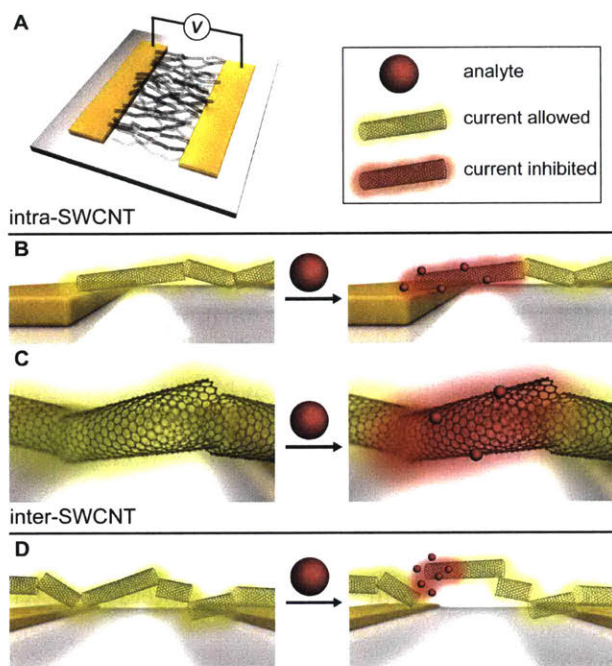 A
V
analyte
current allowed
current inhibited
intra-SWCNT
B
C
inter-SWCNT
D